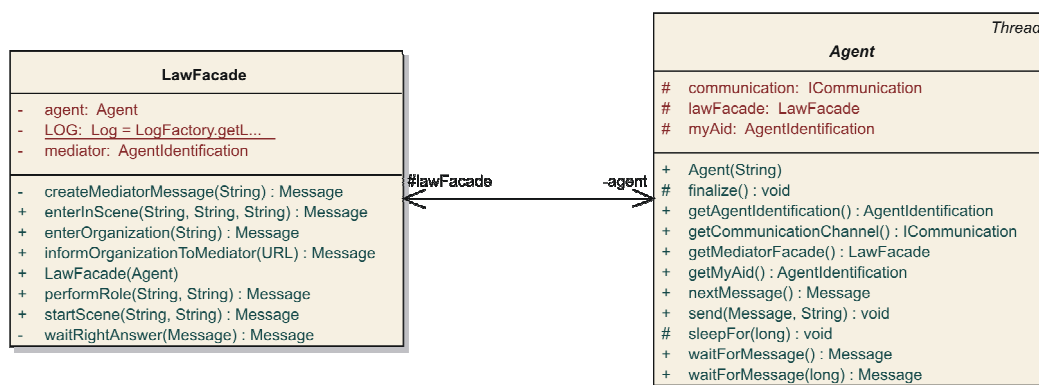 LawFacade
- agent: Agent
- LOG: Log = LogFactory.getL...
- mediator: AgentIdentification
- createMediatorMessage(String) : Message
+ enterInScene(String, String, String) : Message
+ enterOrganization(String) : Message
+ informOrganizationToMediator(URL) : Message
+ LawFacade(Agent)
+ performRole(String, String) : Message
+ startScene(String, String) : Message
- waitRightAnswer(Message) : Message
#lawFacade
-agent
Thread
Agent
# communication: ICommunication
# lawFacade: LawFacade
# myAid: AgentIdentification
+ Agent(String)
# finalize() : void
+ getAgentIdentification() : AgentIdentification
+ getCommunicationChannel() : ICommunication
+ getMediatorFacade() : LawFacade
+ getMyAid() : AgentIdentification
+ nextMessage() : Message
+ send(Message, String) : void
# sleepFor(long) : void
+ waitForMessage() : Message
+ waitForMessage(long) : Message